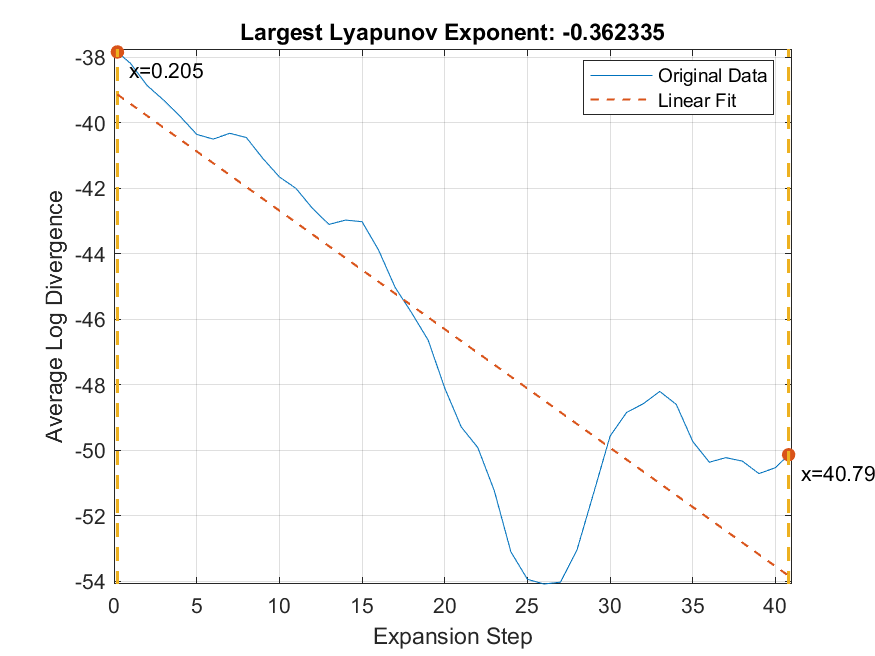 Largest Lyapunov Exponent: -0.362335
-38
x=0.205
Original Data
Linear Fit
-40
-42
-44
-46
-48
-50
x=40.79
-52
-54
Average Log Divergence
0 5 10 15 20 25 30 35 40
Expansion Step